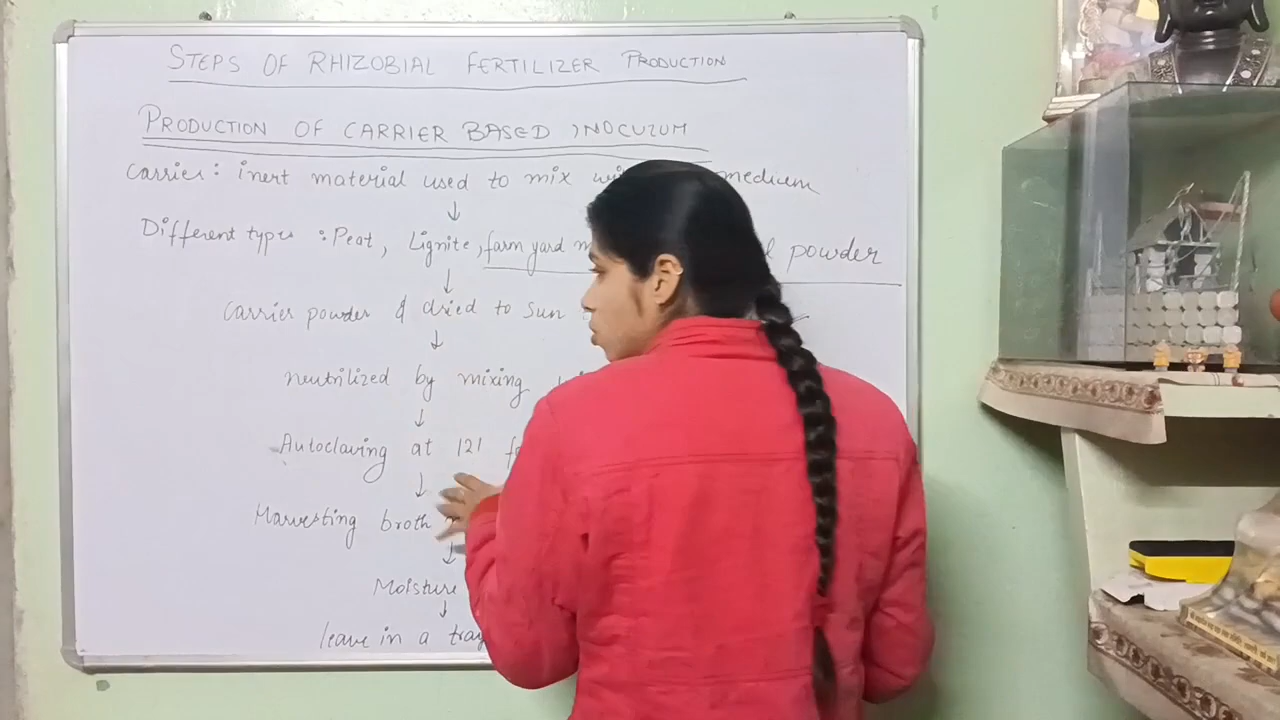 STEPS OF RHIZOBIAL FERTILIZER PRODUCTION
PRODUCTION OF CARRIER BASED INOCULUM
Carrier: inert material used to mix medium
Different types : Peat, Lignite, farm yard powder
Carrier powder & dried to Sun
neutrilized by mixing
Autoclaving at 121
Harvesting broth
Moisture
leave in a tray